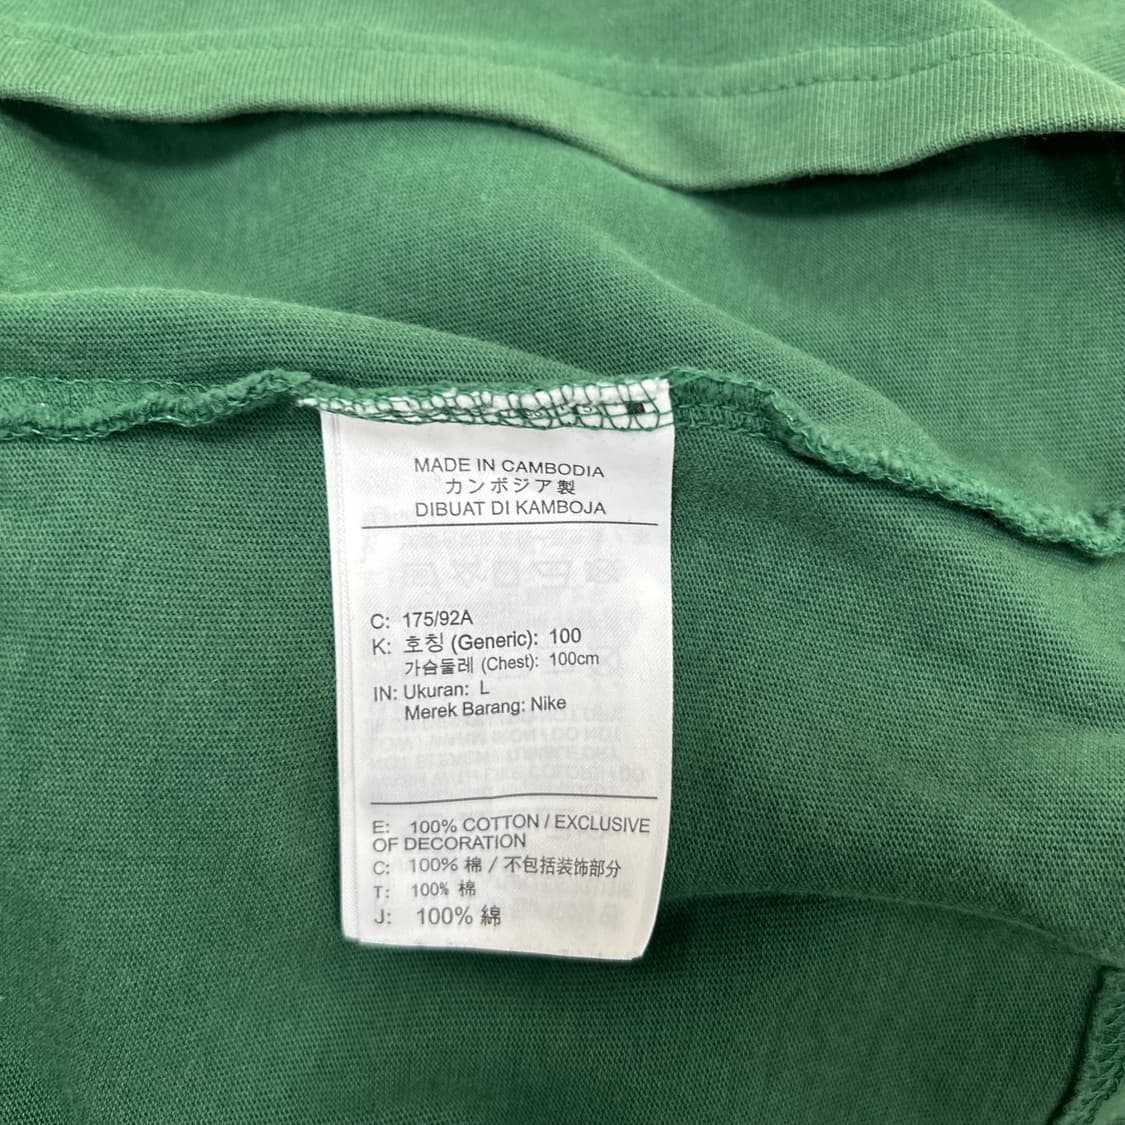 MADE IN CAMBODIA
カンボジア製
DIBUAT DI KAMBOJA
C: 175/92A
K: 호칭 (Generic): 100
가슴둘레 (Chest): 100cm
IN: Ukuran: L
Merek Barang: Nike
E: 100% COTTON / EXCLUSIVE
OF DECORATION
C: 100% 棉 / 不包括装饰部分
T: 100% 棉
J: 100% 綿